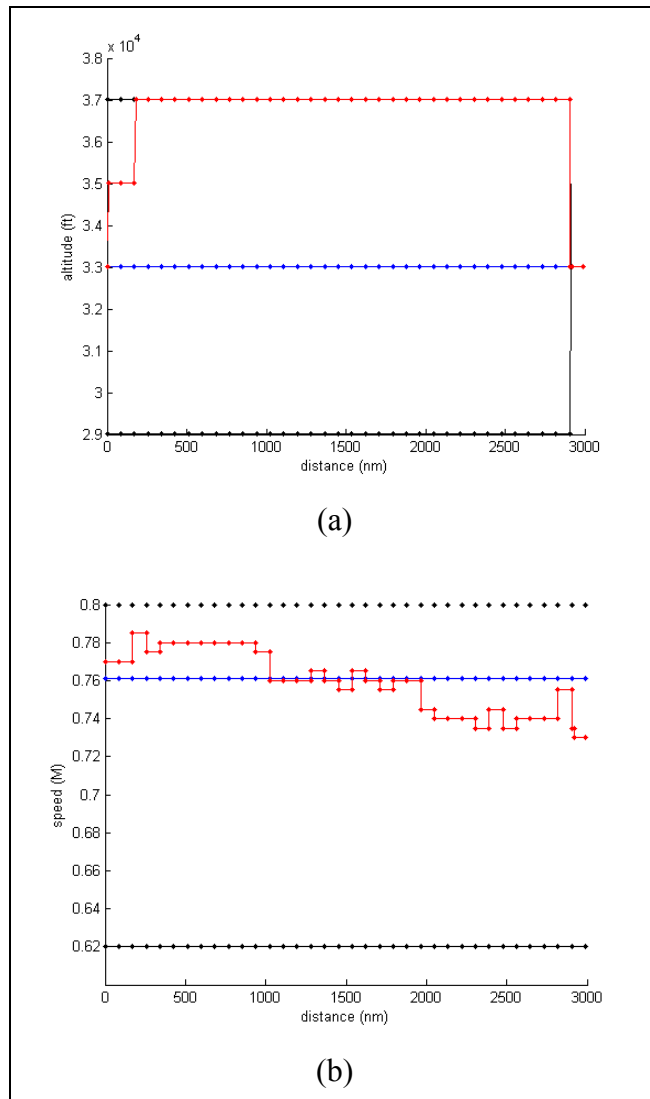 x 10⁴
3.8
3.7
3.6
3.5
3.4
3.3
3.2
3.1
3
2.9
altitude (ft)
0 500 1000 1500 2000 2500 3000
distance (nm)
(a)
0.8
0.78
0.76
0.74
0.72
0.7
0.68
0.66
0.64
0.62
speed (M)
0 500 1000 1500 2000 2500 3000
distance (nm)
(b)